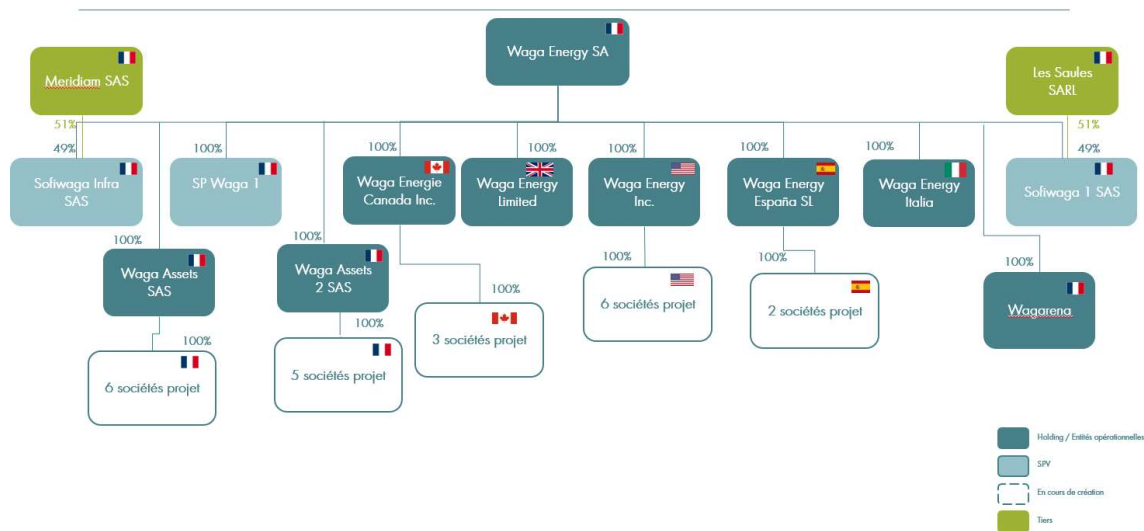 Waga Energy SA
Meridiam SAS
Les Saules
SARL
51%
49%
100%
100%
100%
100%
100%
51%
49%
Sofiwaga Infra
SAS
SP Waga 1
Waga Energie
Canada Inc.
Waga Energy
Limited
Waga Energy
Inc.
Waga Energy
España SL
Waga Energy
Italia
Sofiwaga 1 SAS
100%
Waga Assets
SAS
100%
Waga Assets
2 SAS
100%
3 sociétés projet
100%
6 sociétés projet
100%
2 sociétés projet
100%
100%
Wagarena
100%
6 sociétés projet
100%
5 sociétés projet
Holding / Entités opérationnelles
SPV
En cours de création
Tiers